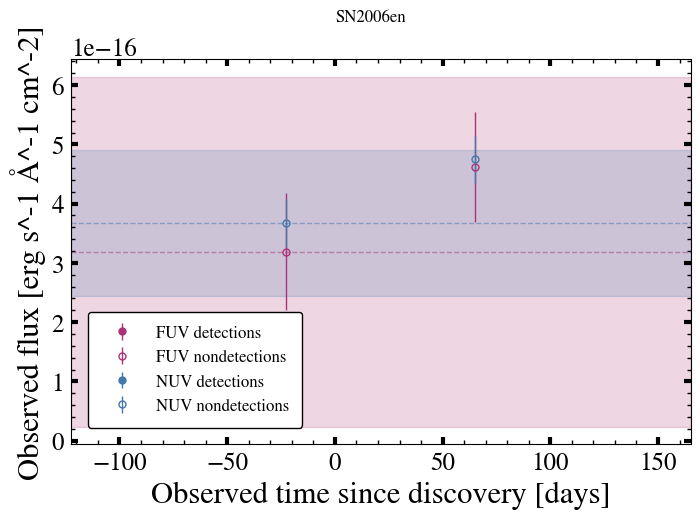 SN2006en
1e−16
Observed flux [erg s^-1 Å^-1 cm^-2]
6
5
4
3
2
1
0
FUV detections
FUV nondetections
NUV detections
NUV nondetections
−100 −50 0 50 100 150
Observed time since discovery [days]